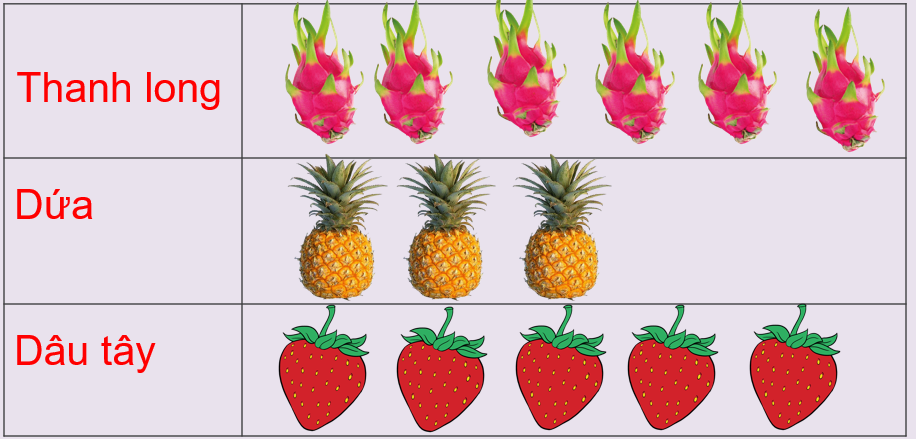 Thanh long
Dứa
Dâu tây